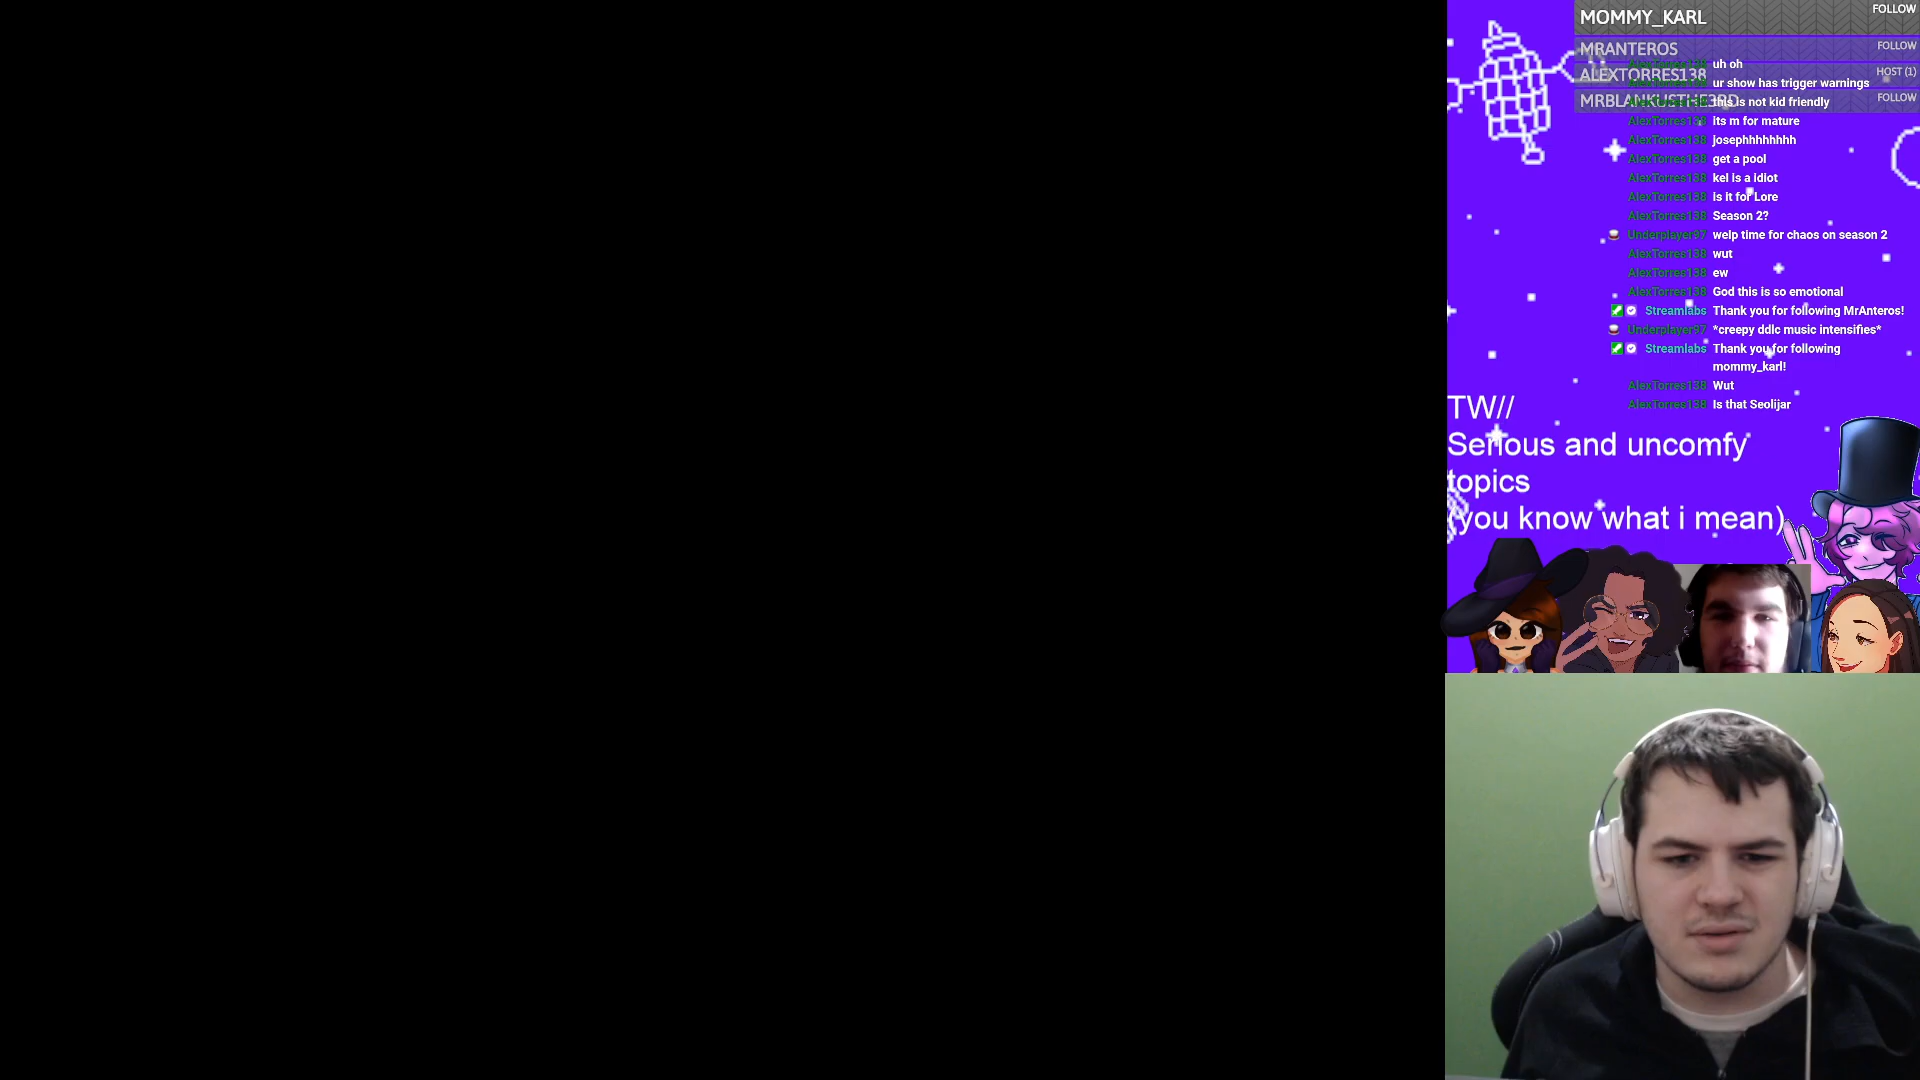 MOMMY_KARL FOLLOW
MRANTEROS FOLLOW
uh oh
ALEXTORRES138 HOST (1)
ur show has trigger warnings
FOLLOW
this is not kid friendly
AlexTorres138 its m for mature
AlexTorres138 josephhhhhhhh
AlexTorres138 get a pool
AlexTorres138 kel is a idiot
AlexTorres138 is it for Lore
AlexTorres138 Season 2?
Underplayer97 welp time for chaos on season 2
AlexTorres138 wut
AlexTorres138 ew
AlexTorres138 God this is so emotional
Streamlabs Thank you for following MrAnteros!
Underplayer97 *creepy ddlc music intensifies*
Streamlabs Thank you for following
mommy_karl!
AlexTorres138 Wut
AlexTorres138 Is that Seolijar
TW//
Serious and uncomfy
topics
(you know what i mean)